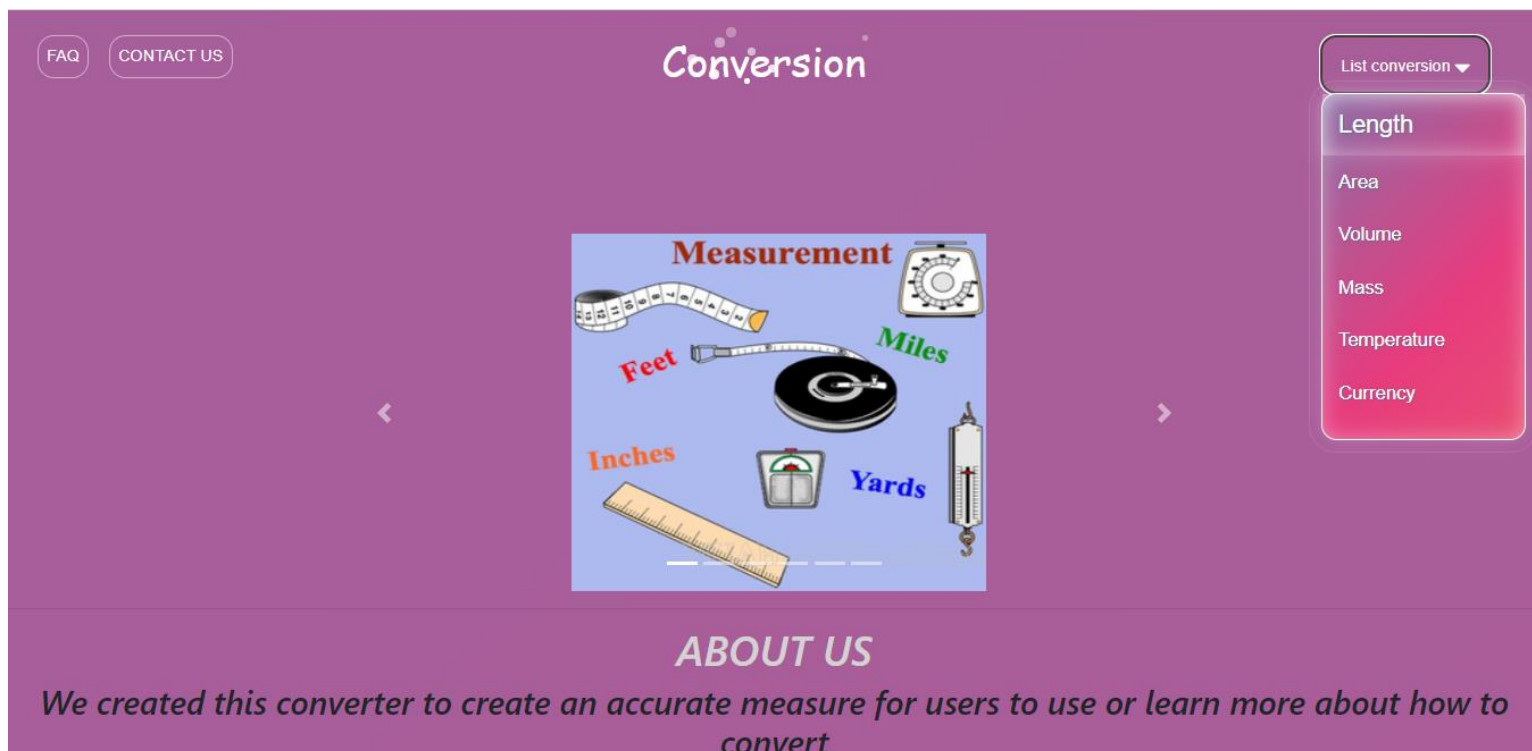 FAQ
CONTACT US
Conversion
List conversion
Length
Area
Volume
Mass
Temperature
Currency
Measurement
Miles
Feet
Inches
Yards
ABOUT US
We created this converter to create an accurate measure for users to use or learn more about how to
convert